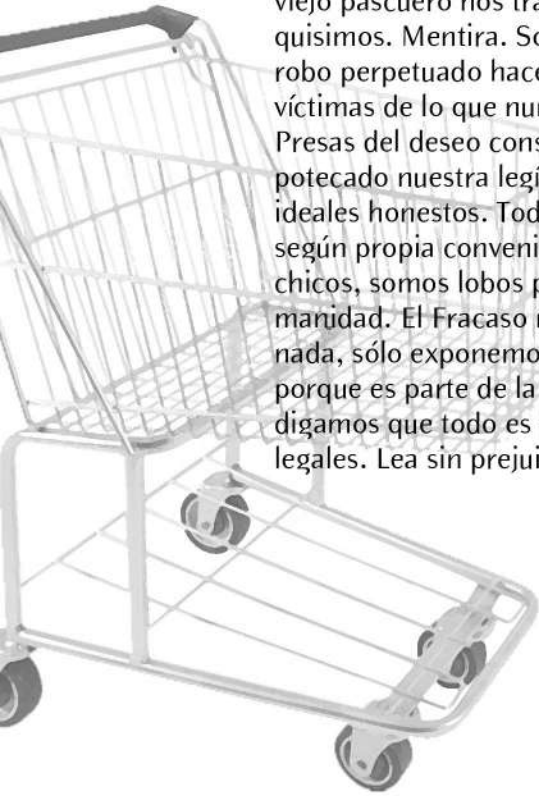 viejo pascuero nos tra
quisimos. Mentira. So
robo perpetuado hace
víctimas de lo que nu
Presas del deseo cons
potecado nuestra legí
ideales honestos. Tod
según propia conveni
chicos, somos lobos p
manidad. El Fracaso r
nada, sólo exponemo
porque es parte de la
digamos que todo es
legales. Lea sin prejui